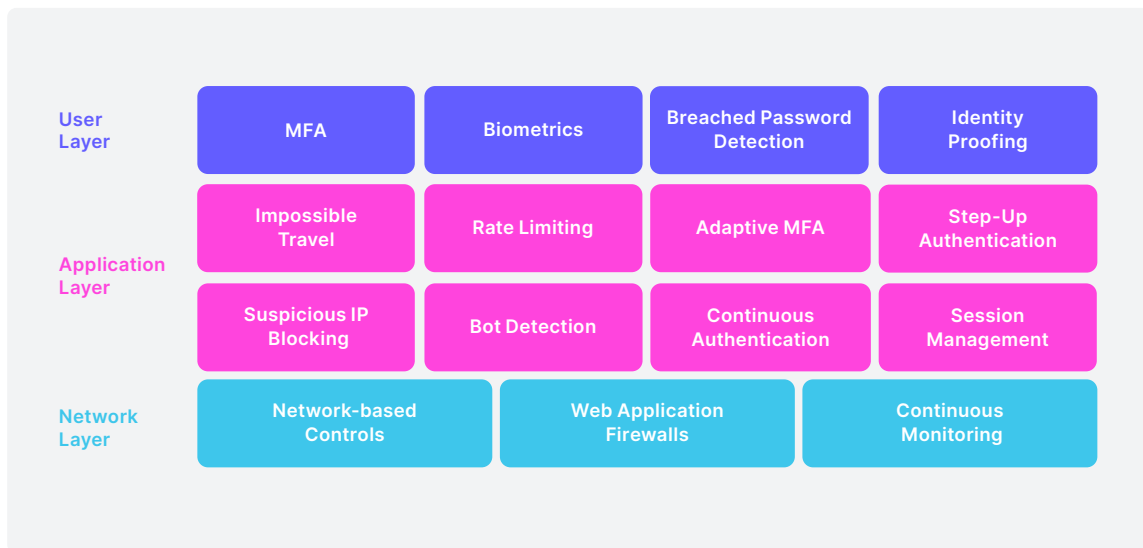 User
Layer
MFA
Biometrics
Breached Password
Detection
Identity
Proofing
Application
Layer
Impossible
Travel
Rate Limiting
Adaptive MFA
Step-Up
Authentication
Suspicious IP
Blocking
Bot Detection
Continuous
Authentication
Session
Management
Network
Layer
Network-based
Controls
Web Application
Firewalls
Continuous
Monitoring